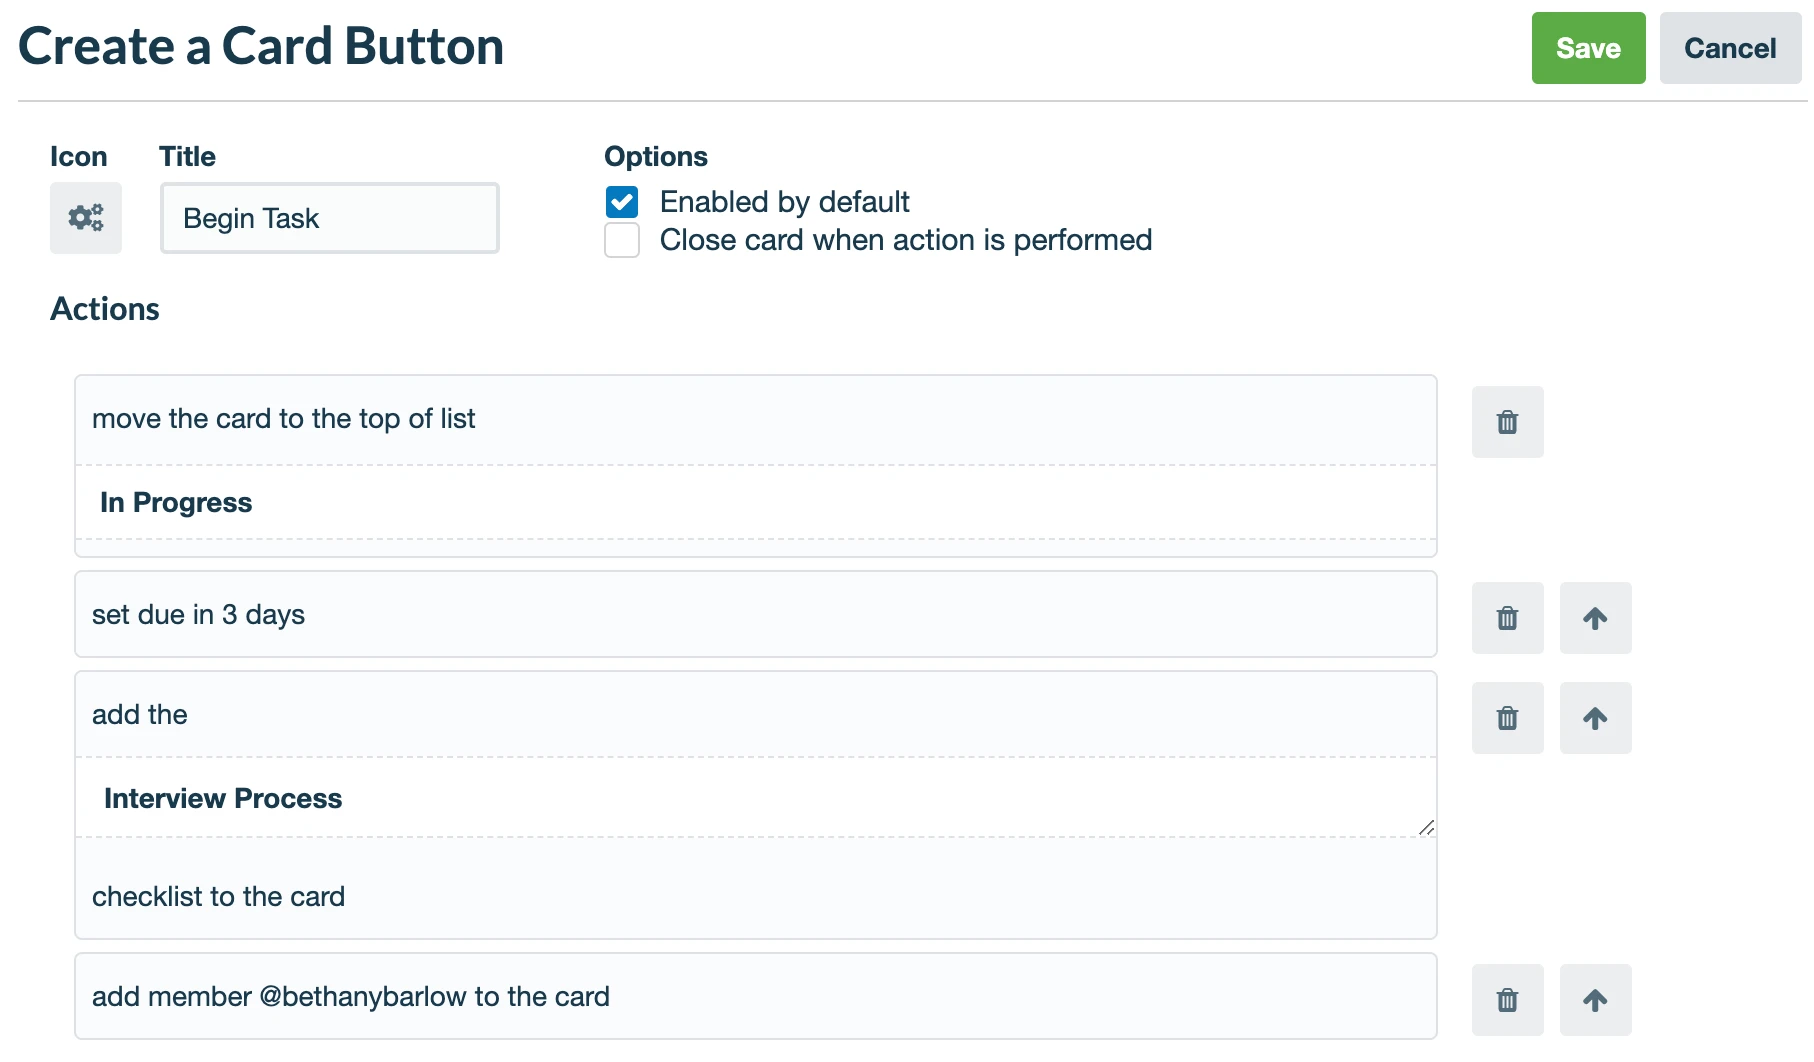 Create a Card Button
Save
Cancel
Icon
Title
Options
Begin Task
Enabled by default
Close card when action is performed
Actions
move the card to the top of list
In Progress
set due in 3 days
add the
Interview Process
checklist to the card
add member @bethanybarlow to the card